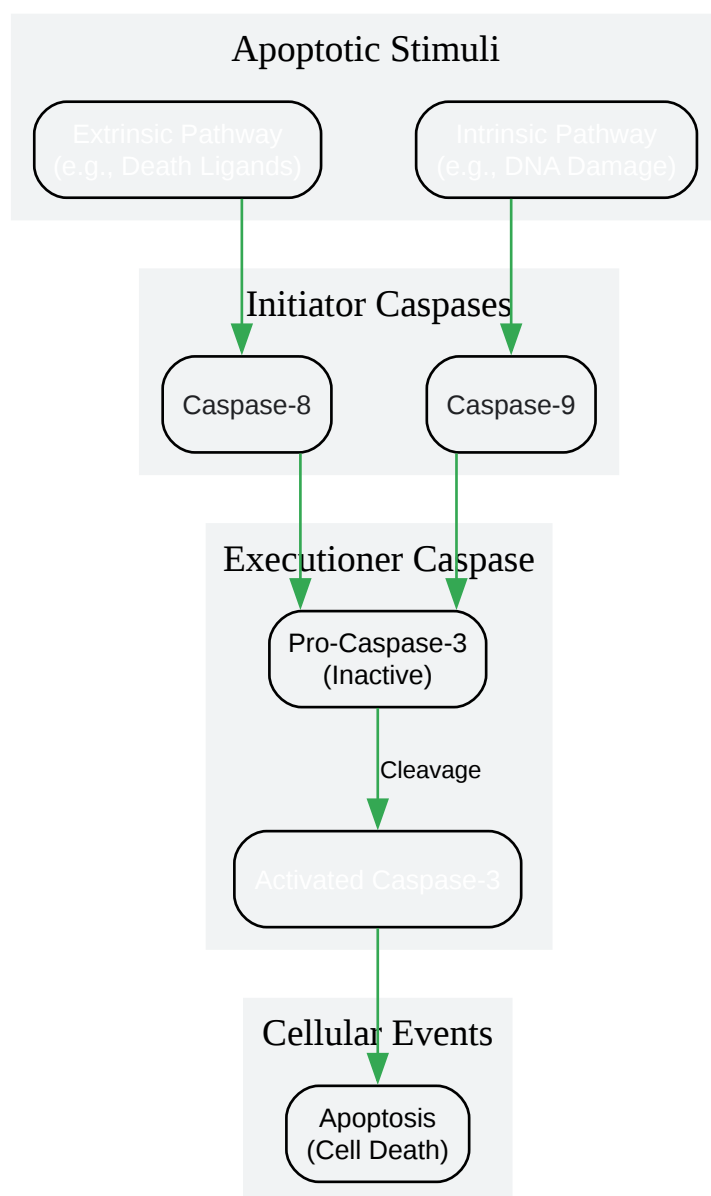 Apoptotic Stimuli
Extrinsic Pathway
(e.g., Death Ligands)
Intrinsic Pathway
(e.g., DNA Damage)
Initiator Caspases
Caspase-8
Caspase-9
Executioner Caspase
Pro-Caspase-3
(Inactive)
Cleavage
Activated Caspase-3
Cellular Events
Apoptosis
(Cell Death)